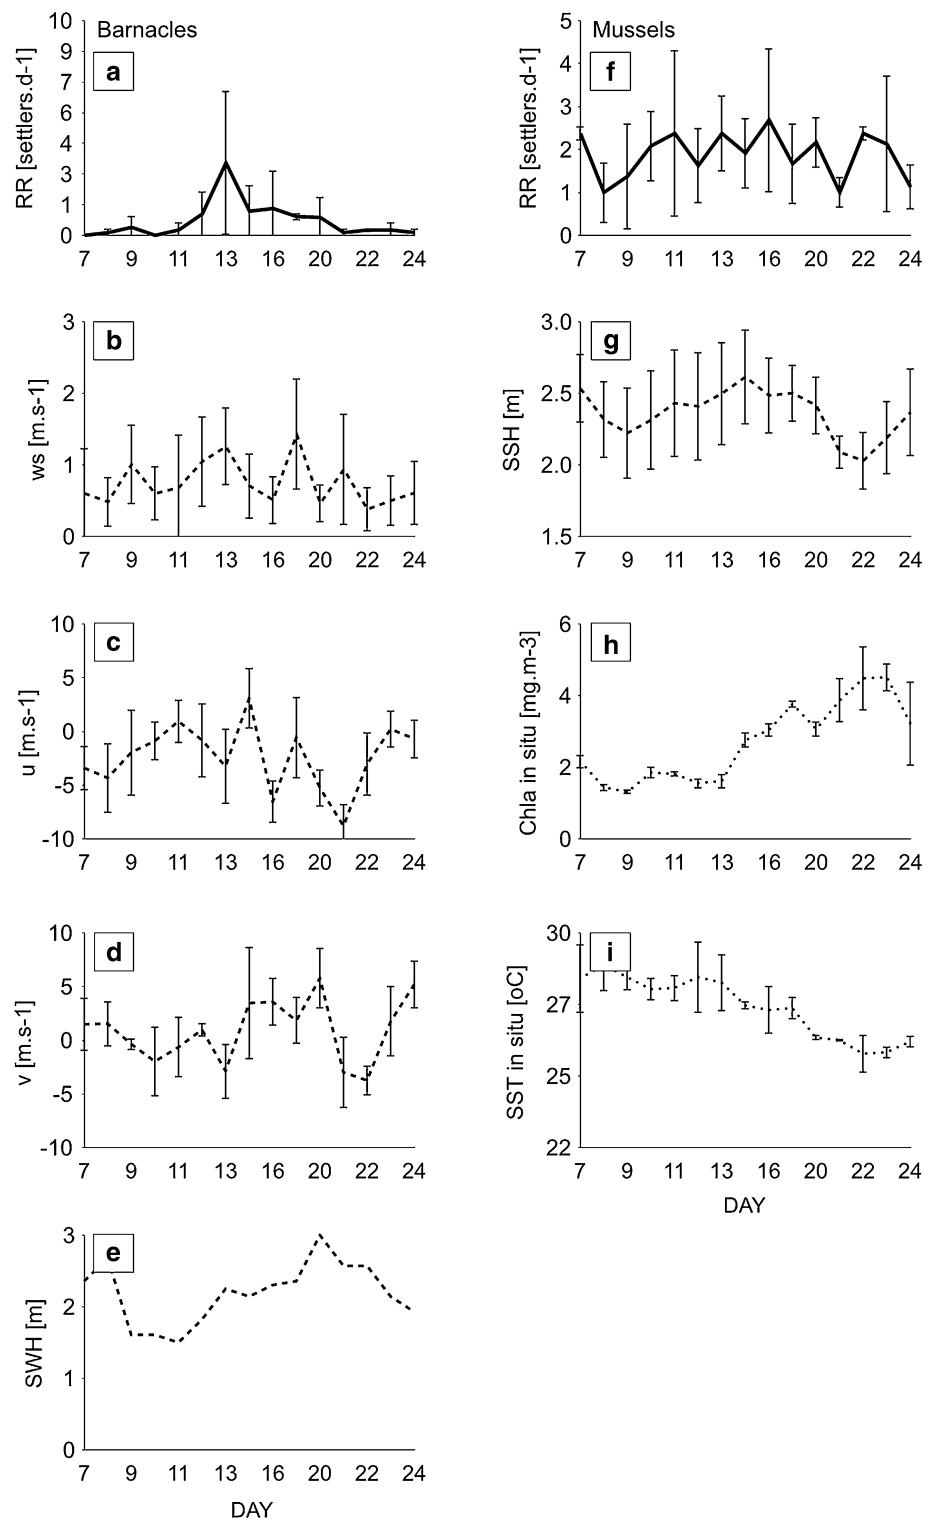 Barnacles
a
RR [settlers.d-1]
10
9
7
6
4
3
1
0
7 9 11 13 16 20 22 24
Mussels
f
RR [settlers.d-1]
5
4
3
2
1
0
7 9 11 13 16 20 22 24
b
ws [m.s-1]
3
2
1
0
7 9 11 13 16 20 22 24
g
SSH [m]
3.0
2.5
2.0
1.5
7 9 11 13 16 20 22 24
c
u [m.s-1]
10
5
0
-5
-10
7 9 11 13 16 20 22 24
h
Chla in situ [mg.m-3]
6
4
2
0
7 9 11 13 16 20 22 24
d
v [m.s-1]
10
5
0
-5
-10
7 9 11 13 16 20 22 24
i
SST in situ [oC]
30
27
25
22
7 9 11 13 16 20 22 24
DAY
e
SWH [m]
3
2
1
0
7 9 11 13 16 20 22 24
DAY